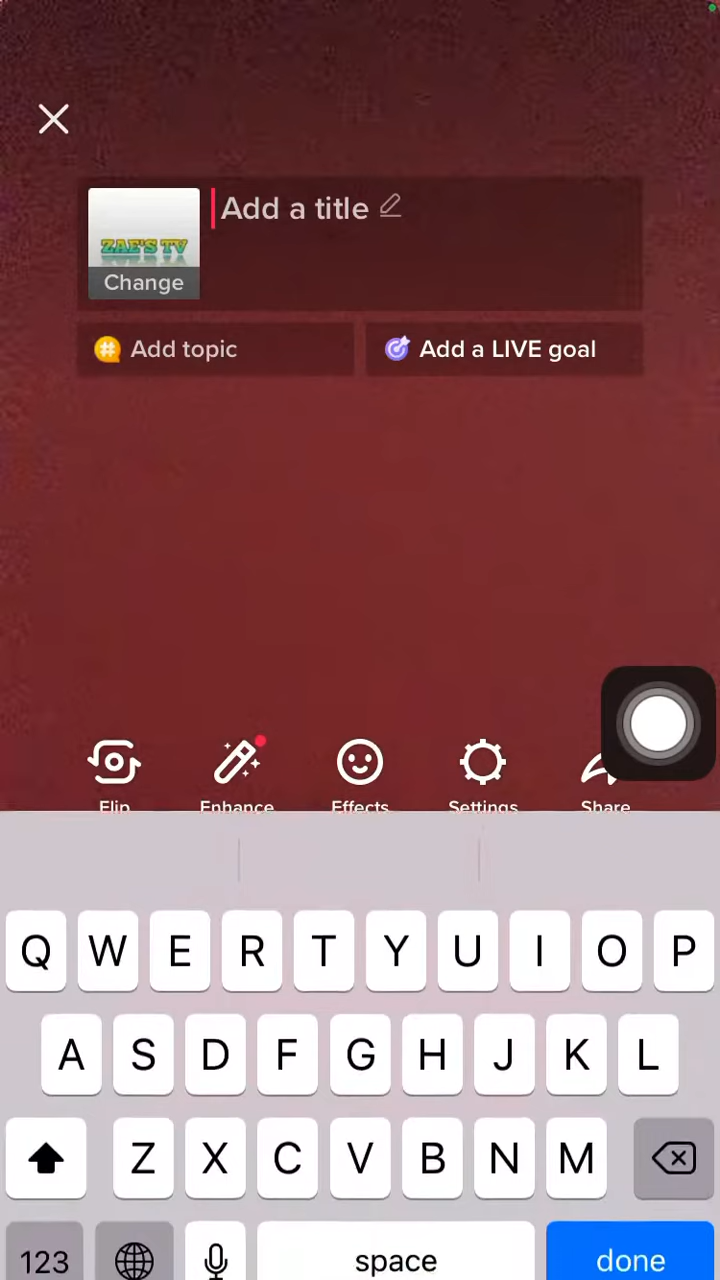 Add a title
ZAE'S TV
Change
# Add topic
Add a LIVE goal
Flip
Enhance
Effects
Settings
Share
Q W E R T Y U I O P
A S D F G H J K L
Z X C V B N M
123
space
done